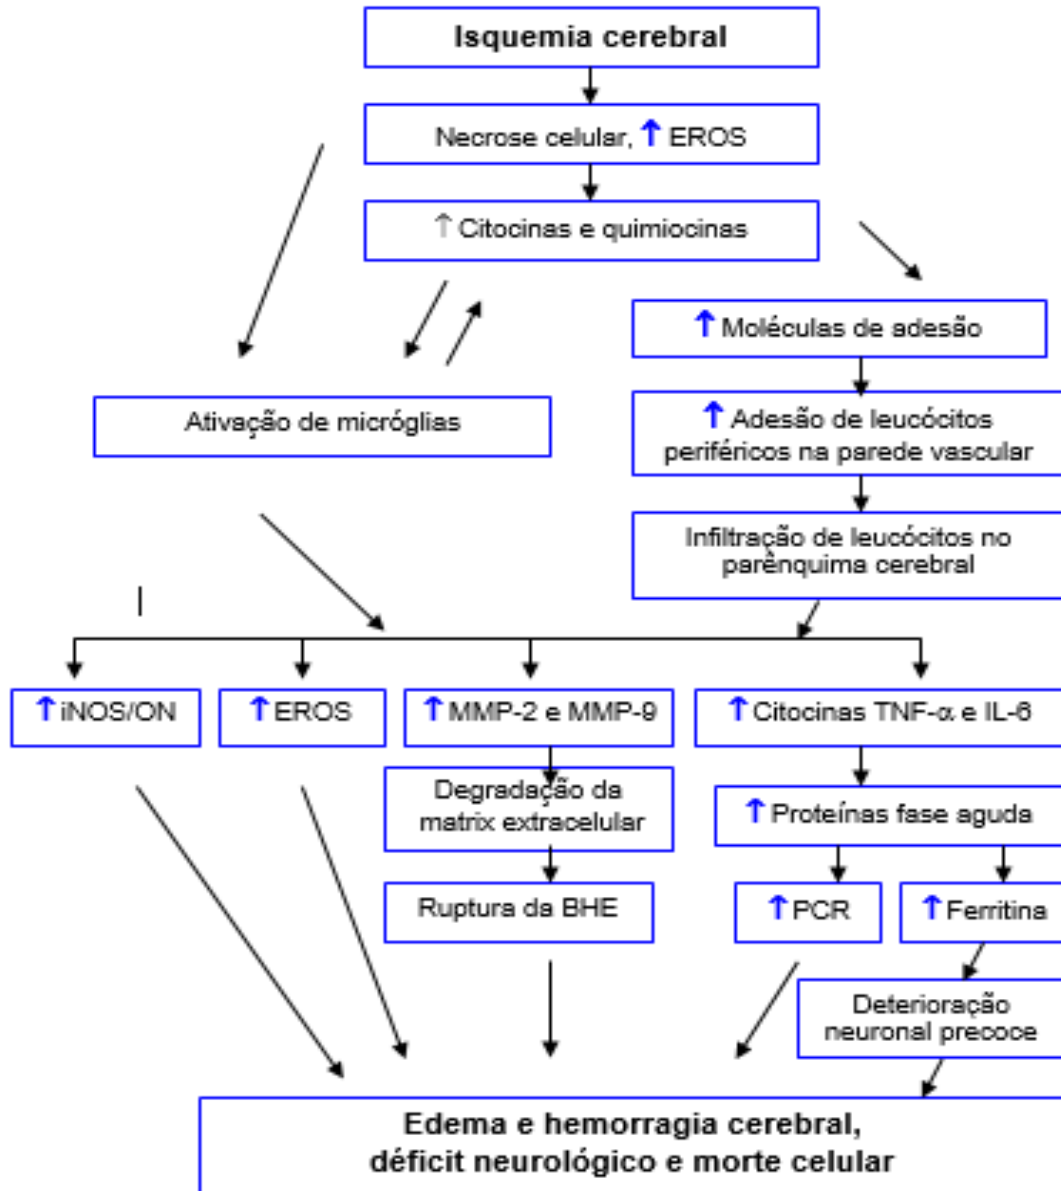 Isquemia cerebral
Necrose celular, ↑ EROS
↑ Citocinas e quimiocinas
↑ Moléculas de adesão
Ativação de micróglias
↑ Adesão de leucócitos
periféricos na parede vascular
Infiltração de leucócitos no
parênquima cerebral
↑ iNOS/ON
↑ EROS
↑ MMP-2 e MMP-9
↑ Citocinas TNF-α e IL-6
Degradação da
matrix extracelular
↑ Proteínas fase aguda
Ruptura da BHE
↑ PCR
↑ Ferritina
Deterioração
neuronal precoce
Edema e hemorragia cerebral,
déficit neurológico e morte celular